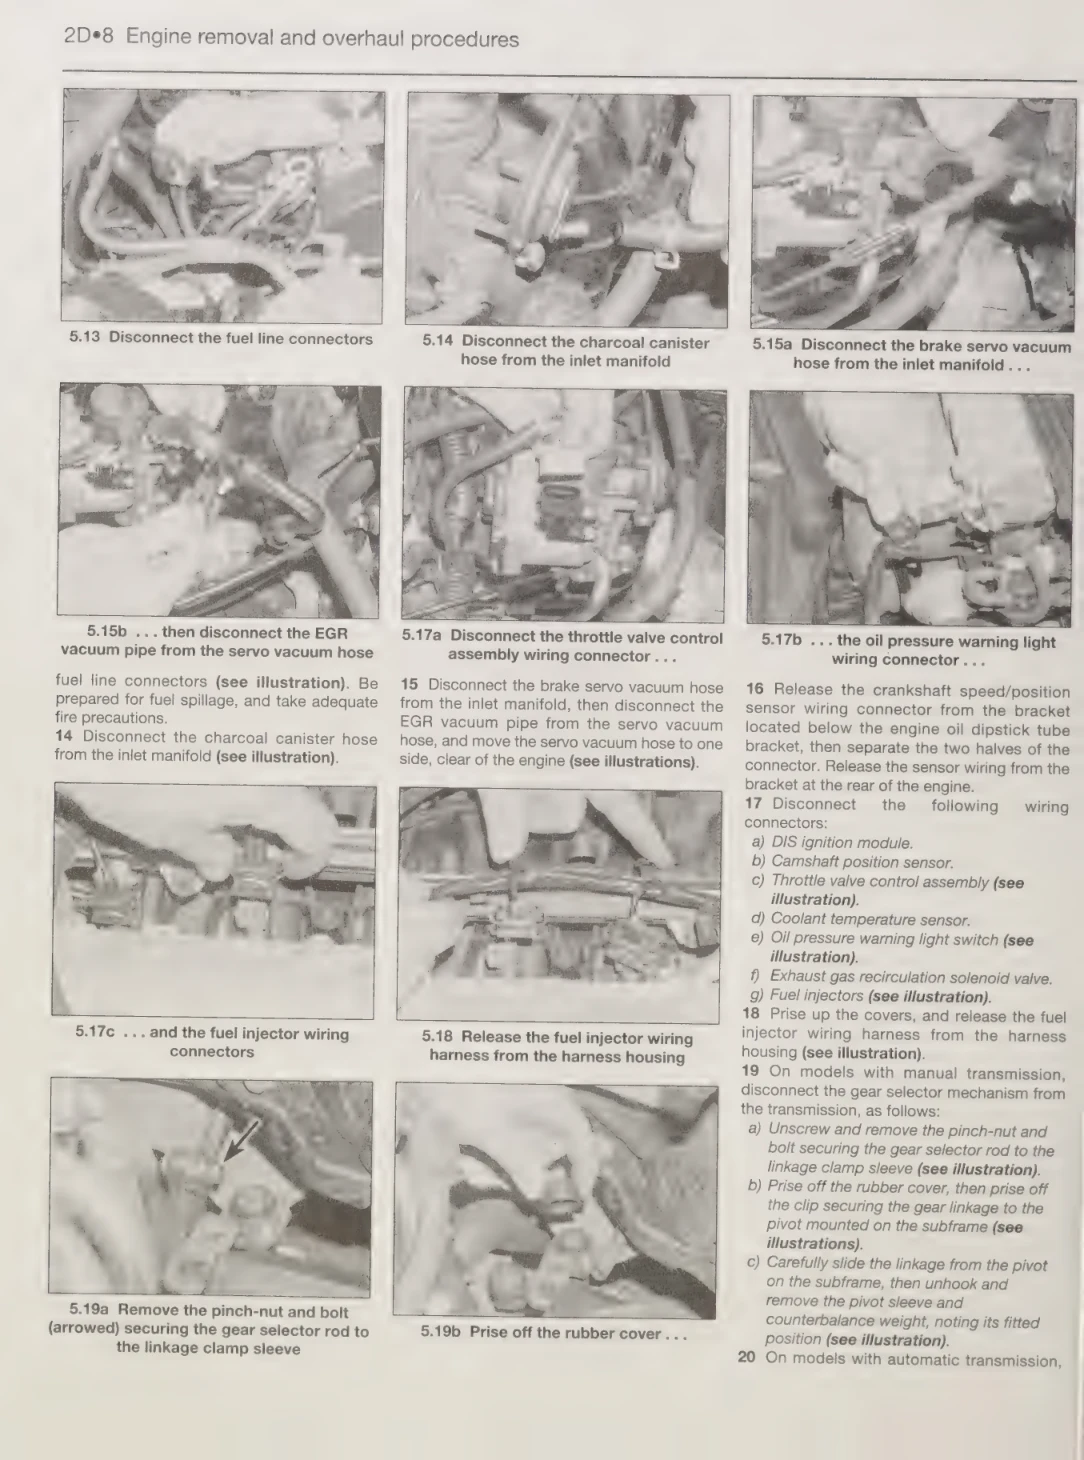 2D•8 Engine removal and overhaul procedures
5.13 Disconnect the fuel line connectors
5.14 Disconnect the charcoal canister
hose from the inlet manifold
5.15a Disconnect the brake servo vacuum
hose from the inlet manifold . . .
5.15b . . . then disconnect the EGR
vacuum pipe from the servo vacuum hose
5.17a Disconnect the throttle valve control
assembly wiring connector . . .
5.17b . . . the oil pressure warning light
wiring connector . . .
fuel line connectors (see illustration). Be
prepared for fuel spillage, and take adequate
fire precautions.
14 Disconnect the charcoal canister hose
from the inlet manifold (see illustration).
5.17c . . . and the fuel injector wiring
connectors
5.19a Remove the pinch-nut and bolt
(arrowed) securing the gear selector rod to
the linkage clamp sleeve
15 Disconnect the brake servo vacuum hose
from the inlet manifold, then disconnect the
EGR vacuum pipe from the servo vacuum
hose, and move the servo vacuum hose to one
side, clear of the engine (see illustrations).
5.18 Release the fuel injector wiring
harness from the harness housing
5.19b Prise off the rubber cover . . .
16 Release the crankshaft speed/position
sensor wiring connector from the bracket
located below the engine oil dipstick tube
bracket, then separate the two halves of the
connector. Release the sensor wiring from the
bracket at the rear of the engine.
17 Disconnect the following wiring
connectors:
a) DIS ignition module.
b) Camshaft position sensor.
c) Throttle valve control assembly (see
illustration).
d) Coolant temperature sensor.
e) Oil pressure warning light switch (see
illustration).
f) Exhaust gas recirculation solenoid valve.
g) Fuel injectors (see illustration).
18 Prise up the covers, and release the fuel
injector wiring harness from the harness
housing (see illustration).
19 On models with manual transmission,
disconnect the gear selector mechanism from
the transmission, as follows:
a) Unscrew and remove the pinch-nut and
bolt securing the gear selector rod to the
linkage clamp sleeve (see illustration).
b) Prise off the rubber cover, then prise off
the clip securing the gear linkage to the
pivot mounted on the subframe (see
illustrations).
c) Carefully slide the linkage from the pivot
on the subframe, then unhook and
remove the pivot sleeve and
counterbalance weight, noting its fitted
position (see illustration).
20 On models with automatic transmission,